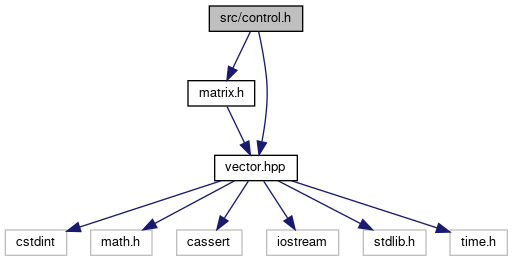 src/control.h
matrix.h
vector.hpp
cstdint
math.h
cassert
iostream
stdlib.h
time.h